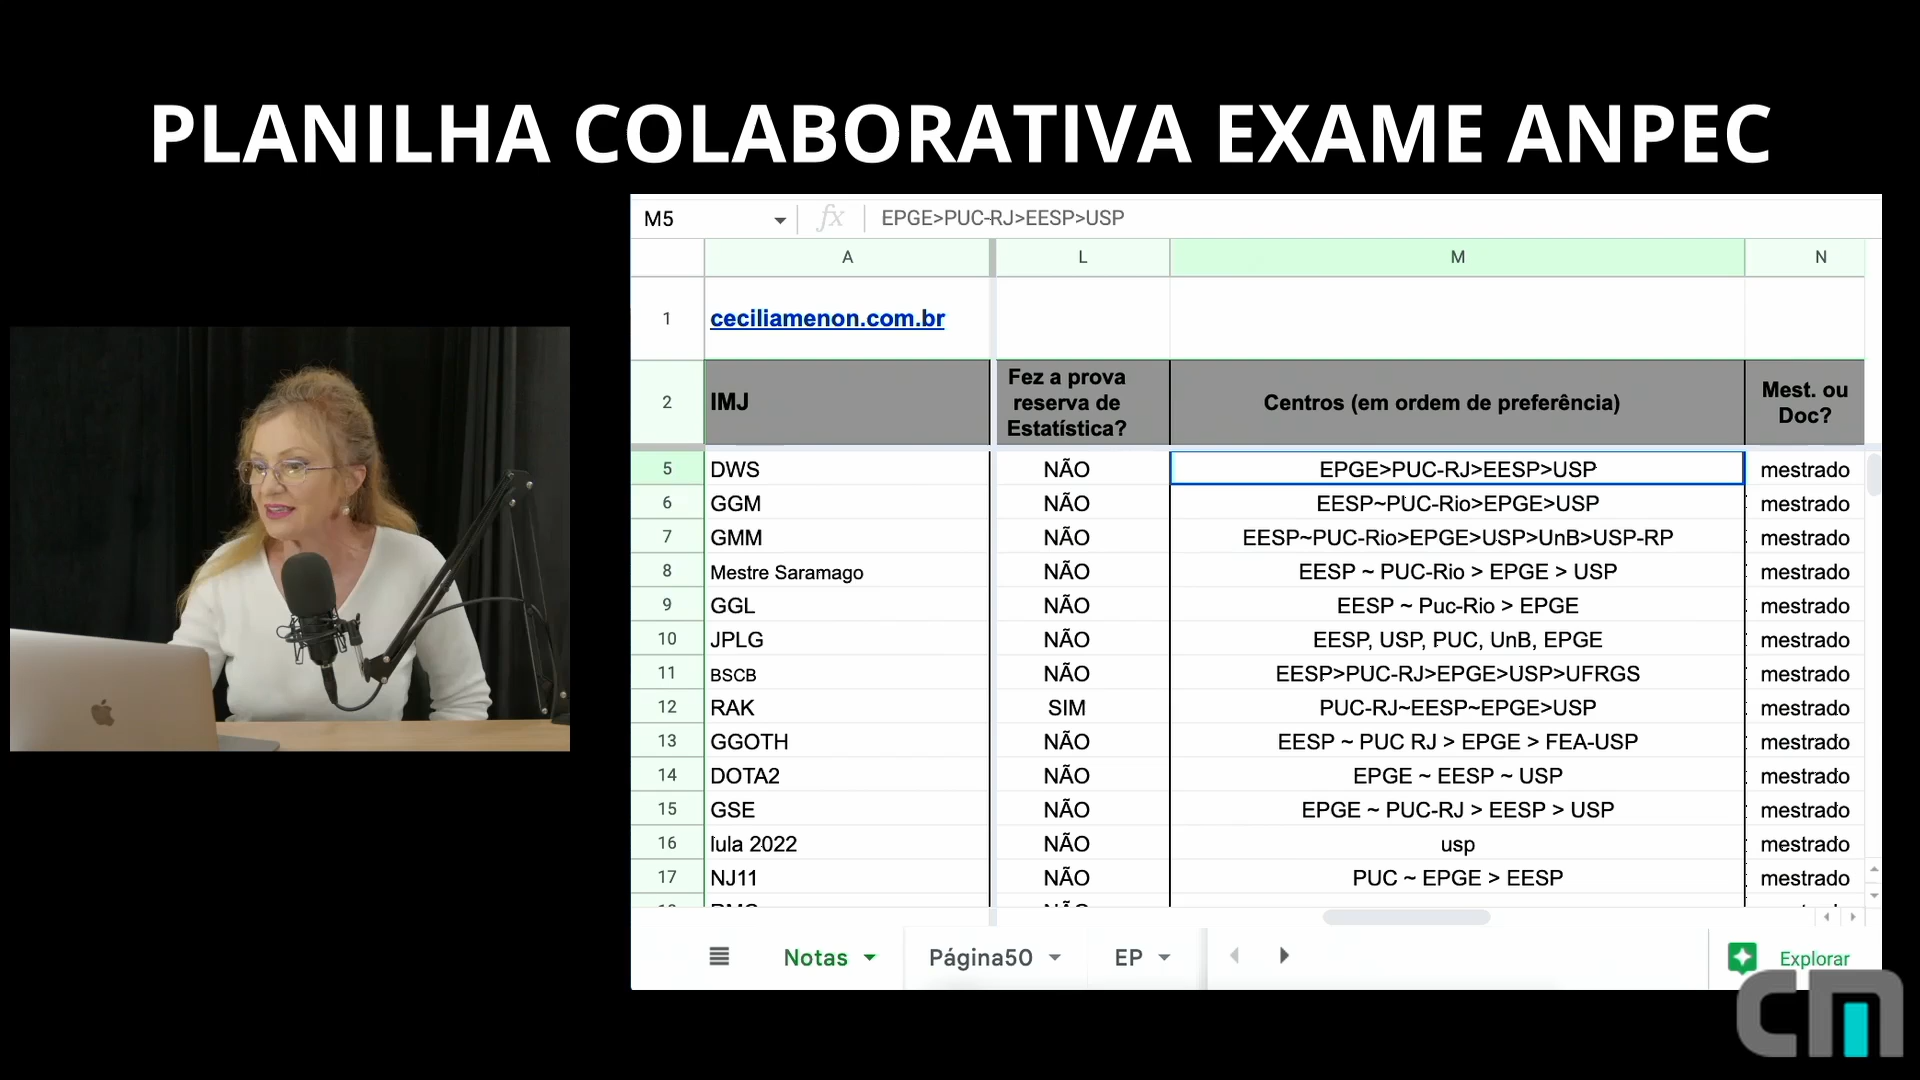 PLANILHA COLABORATIVA EXAME ANPEC
M5 fx EPGE>PUC-RJ>EESP>USP
A L M N
1 ceciliamenon.com.br
2 IMJ Fez a prova reserva de Estatística? Centros (em ordem de preferência) Mest. ou Doc?
5 DWS NÃO EPGE>PUC-RJ>EESP>USP mestrado
6 GGM NÃO EESP~PUC-Rio>EPGE>USP mestrado
7 GMM NÃO EESP~PUC-Rio>EPGE>USP>UnB>USP-RP mestrado
8 Mestre Saramago NÃO EESP ~ PUC-Rio > EPGE > USP mestrado
9 GGL NÃO EESP ~ Puc-Rio > EPGE mestrado
10 JPLG NÃO EESP, USP, PUC, UnB, EPGE mestrado
11 BSCB NÃO EESP>PUC-RJ>EPGE>USP>UFRGS mestrado
12 RAK SIM PUC-RJ~EESP~EPGE>USP mestrado
13 GGOTH NÃO EESP ~ PUC RJ > EPGE > FEA-USP mestrado
14 DOTA2 NÃO EPGE ~ EESP ~ USP mestrado
15 GSE NÃO EPGE ~ PUC-RJ > EESP > USP mestrado
16 lula 2022 NÃO usp mestrado
17 NJ11 NÃO PUC ~ EPGE > EESP mestrado
Notas Página50 EP Explorar
cm